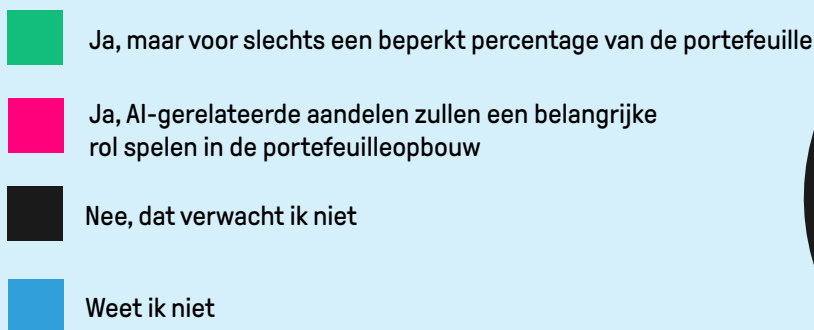 Ja, maar voor slechts een beperkt percentage van de portefeuille
Ja, AI-gerelateerde aandelen zullen een belangrijke
rol spelen in de portefeuilleopbouw
Nee, dat verwacht ik niet
Weet ik niet